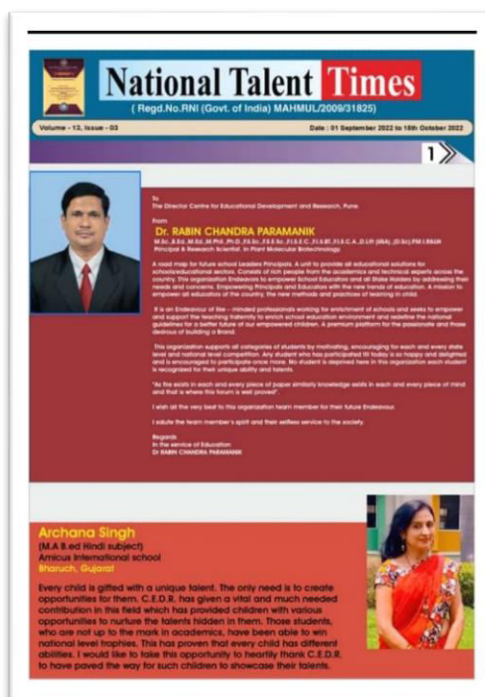 National Talent Times
( Regd.No.RNI (Govt. of India) MAHMUL/2009/31825)
Volume - 13, Issue - 03 Date : 01 September 2022 to 15th October 2022
1
To
The Director Centre for Educational Development and Research, Pune.
From
Dr. RABIN CHANDRA PARAMANIK
Principal & Research Scientist in Plant Molecular Biotechnology
A road map for future school Leaders Principals. A unit to provide all educational solutions for
schools/educational sectors. Consists of rich people from the academics and technical experts across the
country. This organization Endeavors to empower School Educators and all Stake Holders by addressing their
needs and concerns. Empowering Principals and Educators with the new trends of education. A mission to
empower all educators of the country, the new methods and practices of learning in child.
It is an Endeavour of like - minded professionals working for enrichment of schools and seeks to empower
and support the teaching fraternity to enrich school education environment and redefine the national
guidelines for a better future of our empowered children. A premium platform for the passionate and those
desirous of building a Brand.
This organization supports all categories of students by motivating, encouraging for each and every state
level and national level competition. Any student who has participated till today is so happy and delighted
and is encouraged to participate once more. No student is deprived here in this organization each student
is recognized for their unique ability and talents.
"As fire exists in each and every piece of paper similarly knowledge exists in each and every piece of mind
and that is where this forum is well proved".
I wish all the very best to this organization team member for their future Endeavour.
I salute the team member's spirit and their selfless service to the society.
Regards
In the service of Education
Dr RABIN CHANDRA PARAMANIK
Archana Singh
(M.A B.ed Hindi subject)
Amicus International school
Bharuch, Gujarat
Every child is gifted with a unique talent. The only need is to create
opportunities for them. C.E.D.R. has given a vital and much needed
contribution in this field which has provided children with various
opportunities to nurture the talents hidden in them. Those students,
who are not up to the mark in academics, have been able to win
national level trophies. This has proven that every child has different
abilities. I would like to take this opportunity to heartily thank C.E.D.R.
to have paved the way for such children to showcase their talents.